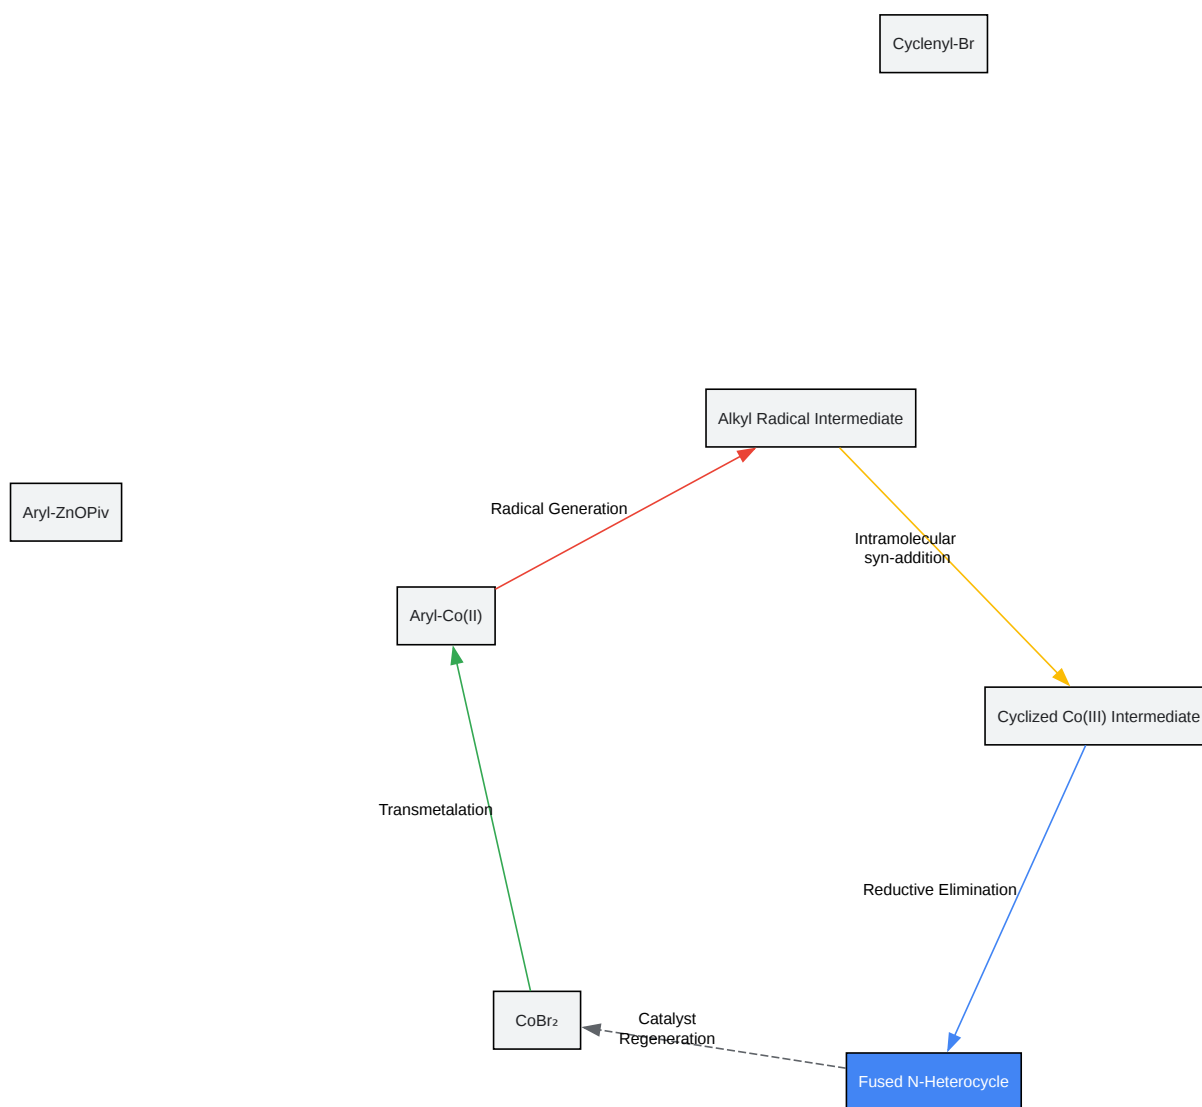 Cyclenyl-Br
Alkyl Radical Intermediate
Aryl-ZnOPiv
Radical Generation
Intramolecular
syn-addition
Aryl-Co(II)
Cyclized Co(III) Intermediate
Transmetalation
Reductive Elimination
CoBr₂
Catalyst
Regeneration
Fused N-Heterocycle